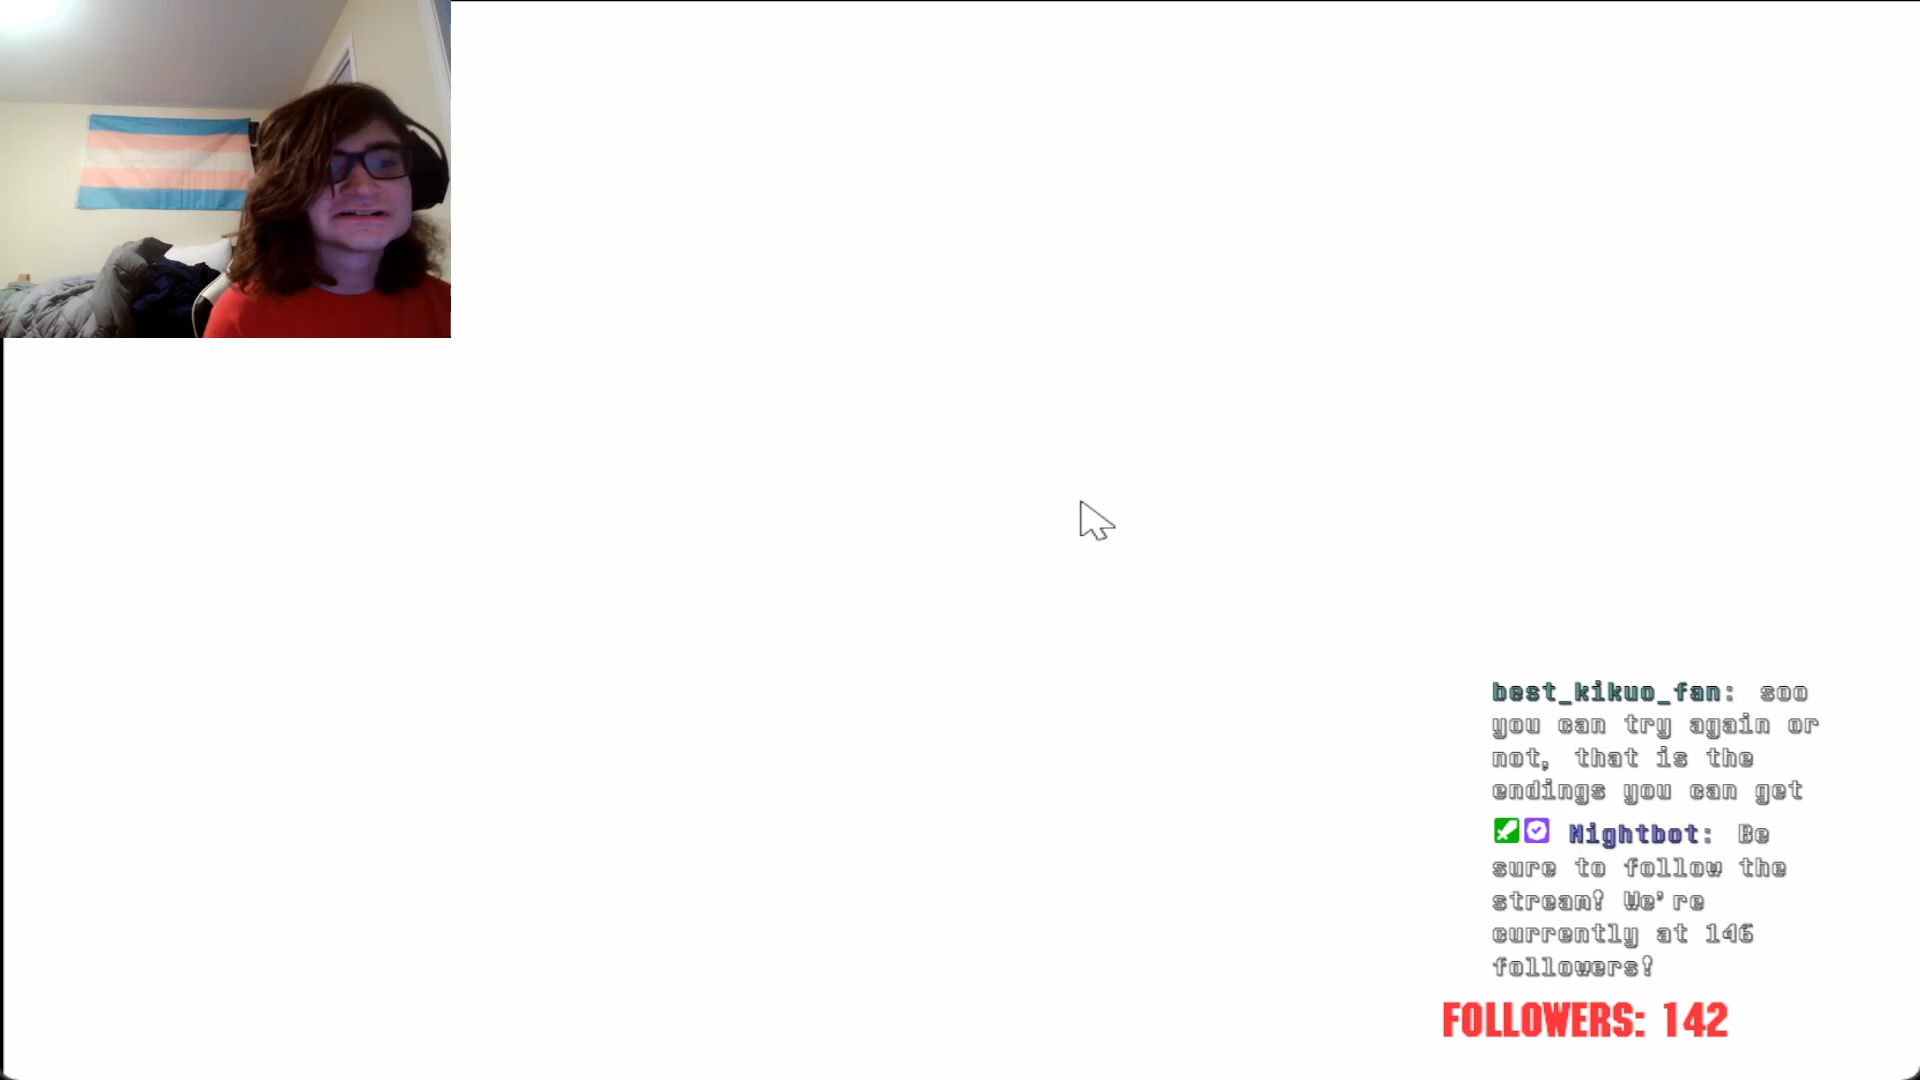 best_kikuo_fan: soo
you can try again or
not, that is the
endings you can get
Nightbot: Be
sure to follow the
stream! We're
currently at 146
followers!
FOLLOWERS: 142